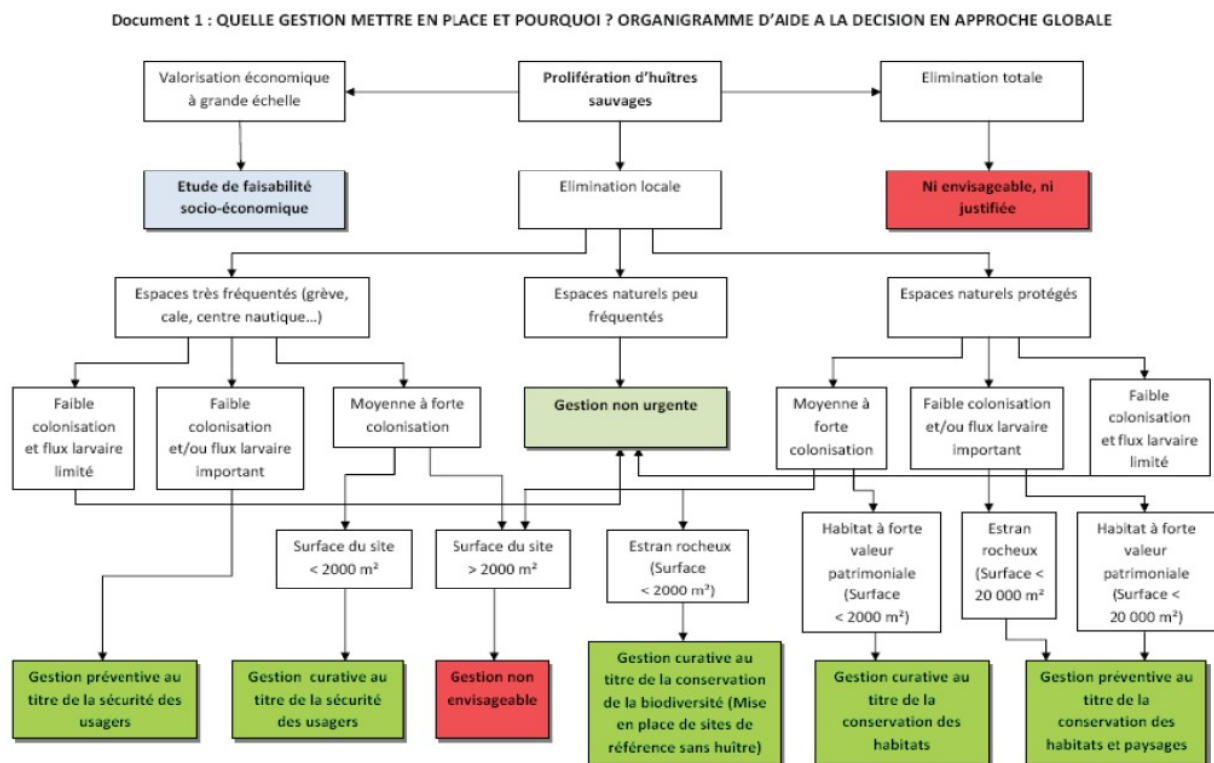 Document 1 : QUELLE GESTION METTRE EN PLACE ET POURQUOI ? ORGANIGRAMME D'AIDE A LA DECISION EN APPROCHE GLOBALE
Valorisation économique
à grande échelle
Prolifération d'huîtres
sauvages
Elimination totale
Etude de faisabilité
socio-économique
Elimination locale
Ni envisageable, ni
justifiée
Espaces très fréquentés (grève,
cale, centre nautique...)
Espaces naturels peu
fréquentés
Espaces naturels protégés
Faible
colonisation
et flux larvaire
limité
Faible
colonisation
et/ou flux larvaire
important
Moyenne à forte
colonisation
Gestion non urgente
Moyenne à
forte
colonisation
Faible colonisation
et/ou flux larvaire
important
Faible
colonisation
et flux larvaire
limité
Surface du site
< 2000 m²
Surface du site
> 2000 m²
Estran rocheux
(Surface
< 2000 m²)
Habitat à forte
valeur
patrimoniale
(Surface
< 2000 m²)
Estran
rocheux
(Surface <
20 000 m²
Habitat à forte
valeur
patrimoniale
(Surface <
20 000 m²)
Gestion préventive au
titre de la sécurité des
usagers
Gestion curative au
titre de la sécurité
des usagers
Gestion non
envisageable
Gestion curative au
titre de la conservation
de la biodiversité (Mise
en place de sites de
référence sans huître)
Gestion curative au
titre de la
conservation des
habitats
Gestion préventive au
titre de la
conservation des
habitats et paysages